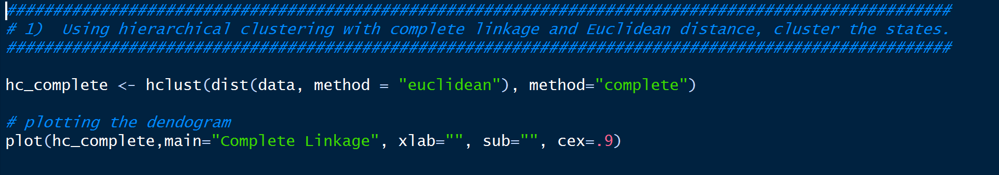 #####################################################################################################
# 1)  Using hierarchical clustering with complete linkage and Euclidean distance, cluster the states.
#####################################################################################################
hc_complete <- hclust(dist(data, method = "euclidean"), method="complete")
# plotting the dendogram
plot(hc_complete,main="Complete Linkage", xlab="", sub="", cex=.9)